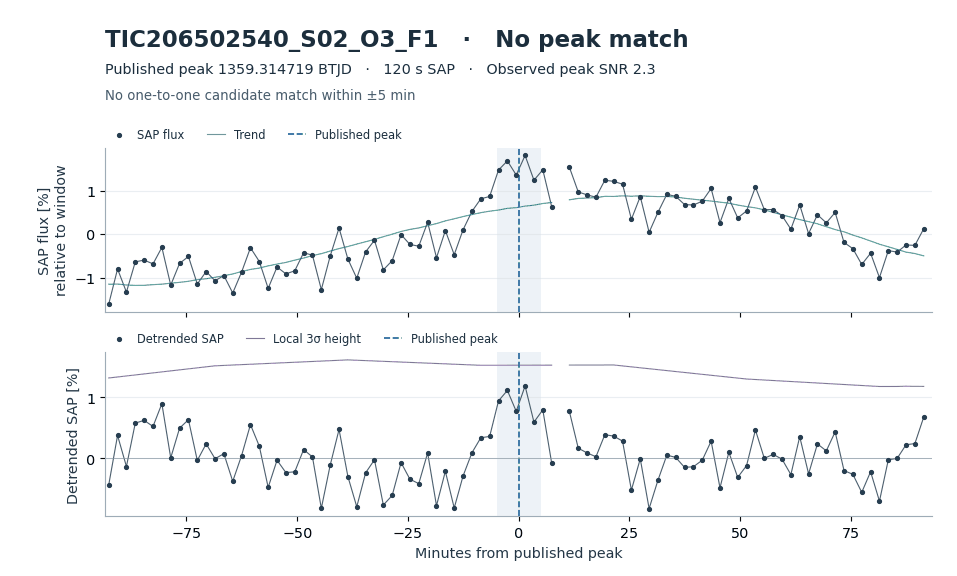 TIC206502540_S02_O3_F1 · No peak match
Published peak 1359.314719 BTJD · 120 s SAP · Observed peak SNR 2.3
No one-to-one candidate match within ±5 min
SAP flux Trend Published peak
SAP flux [%]
relative to window
1
0
−1
Detrended SAP Local 3σ height Published peak
Detrended SAP [%]
1
0
−75 −50 −25 0 25 50 75
Minutes from published peak